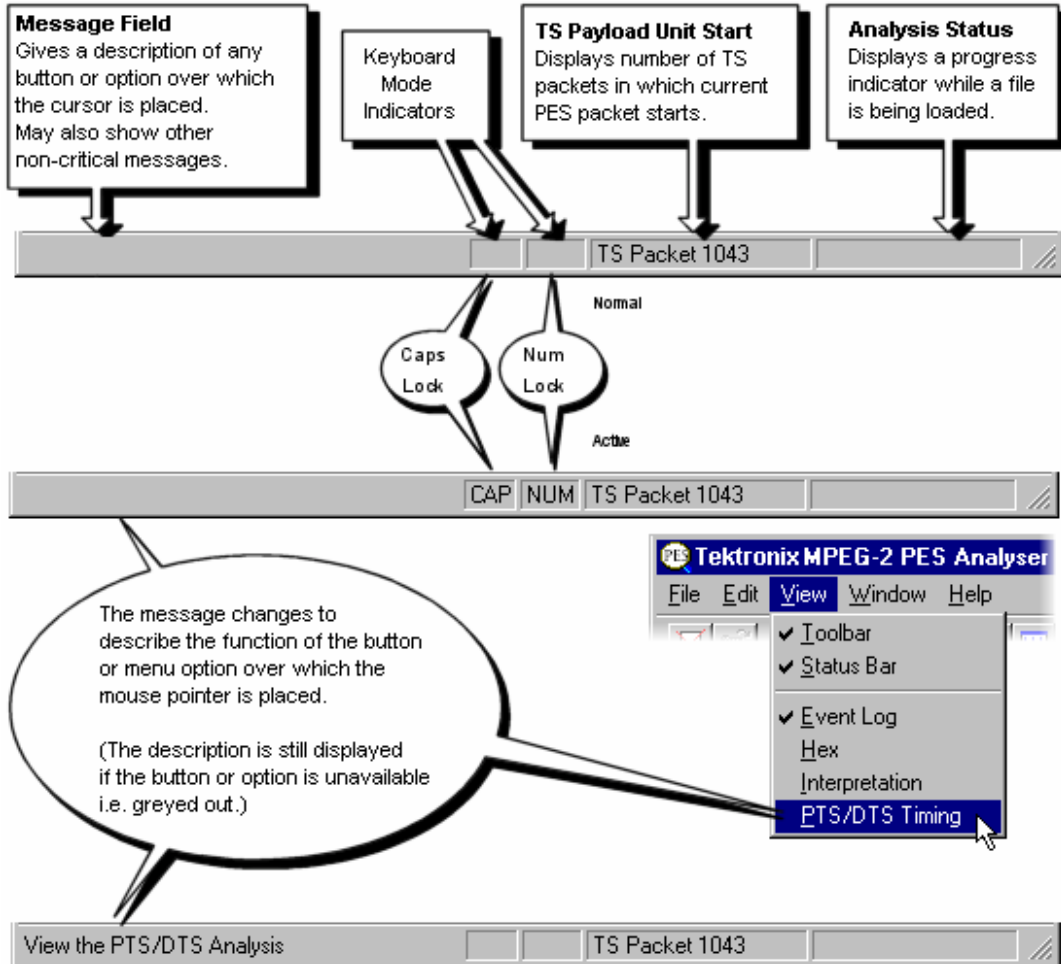 Message Field
Gives a description of any
button or option over which
the cursor is placed.
May also show other
non-critical messages.
Keyboard
Mode
Indicators
TS Payload Unit Start
Displays number of TS
packets in which current
PES packet starts.
Analysis Status
Displays a progress
indicator while a file
is being loaded.
TS Packet 1043
Normal
Caps
Lock
Num
Lock
Active
CAP NUM TS Packet 1043
The message changes to
describe the function of the button
or menu option over which the
mouse pointer is placed.
(The description is still displayed
if the button or option is unavailable
i.e. greyed out.)
PES Tektronix MPEG-2 PES Analyser
File Edit View Window Help
Toolbar
Status Bar
Event Log
Hex
Interpretation
PTS/DTS Timing
View the PTS/DTS Analysis TS Packet 1043